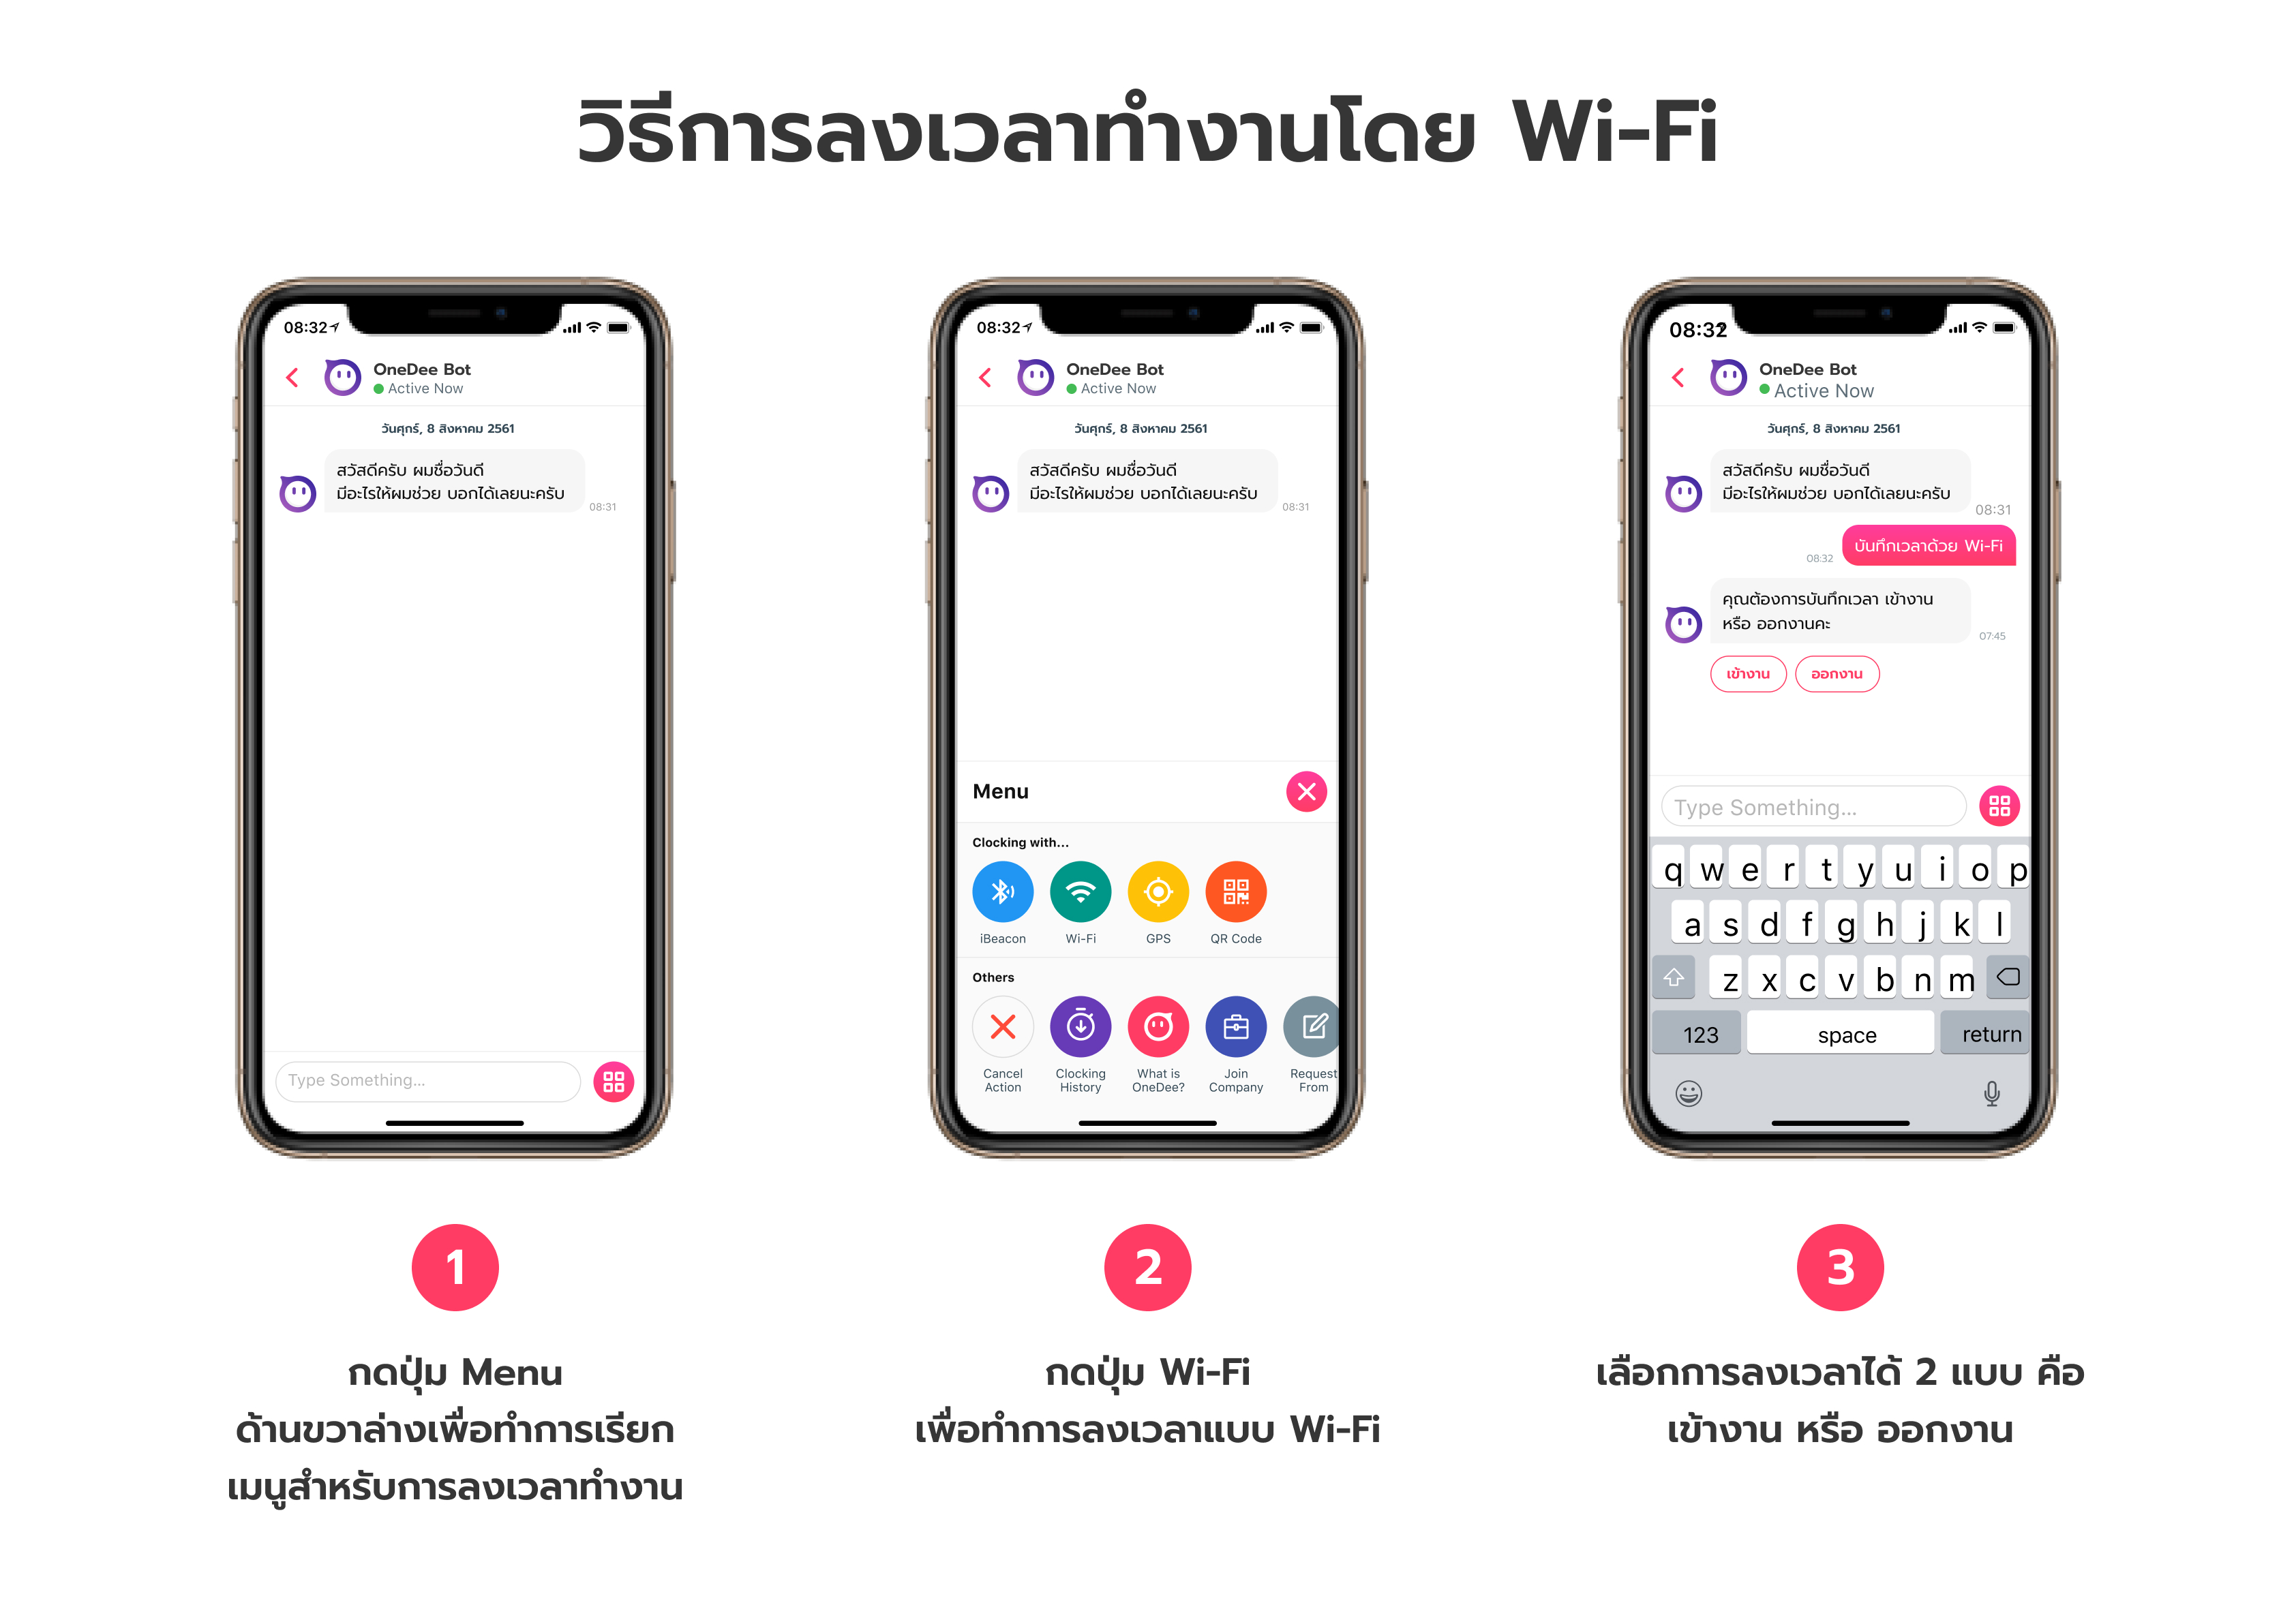 วิธีการลงเวลาทำงานโดย Wi-Fi
08:32
OneDee Bot
Active Now
วันศุกร์, 8 สิงหาคม 2561
สวัสดีครับ ผมชื่อวันดี
มีอะไรให้ผมช่วย บอกได้เลยนะครับ
08:31
Type Something...
1
กดปุ่ม Menu
ด้านขวาล่างเพื่อทำการเรียก
เมนูสำหรับการลงเวลาทำงาน
08:32
OneDee Bot
Active Now
วันศุกร์, 8 สิงหาคม 2561
สวัสดีครับ ผมชื่อวันดี
มีอะไรให้ผมช่วย บอกได้เลยนะครับ
08:31
Menu
Clocking with...
iBeacon Wi-Fi GPS QR Code
Others
Cancel Clocking What is Join Request
Action History OneDee? Company From
2
กดปุ่ม Wi-Fi
เพื่อทำการลงเวลาแบบ Wi-Fi
08:32
OneDee Bot
Active Now
วันศุกร์, 8 สิงหาคม 2561
สวัสดีครับ ผมชื่อวันดี
มีอะไรให้ผมช่วย บอกได้เลยนะครับ
08:31
บันทึกเวลาด้วย Wi-Fi
08:32
คุณต้องการบันทึกเวลา เข้างาน
หรือ ออกงานคะ
07:45
เข้างาน ออกงาน
Type Something...
q w e r t y u i o p
a s d f g h j k l
z x c v b n m
123 space return
3
เลือกการลงเวลาได้ 2 แบบ คือ
เข้างาน หรือ ออกงาน